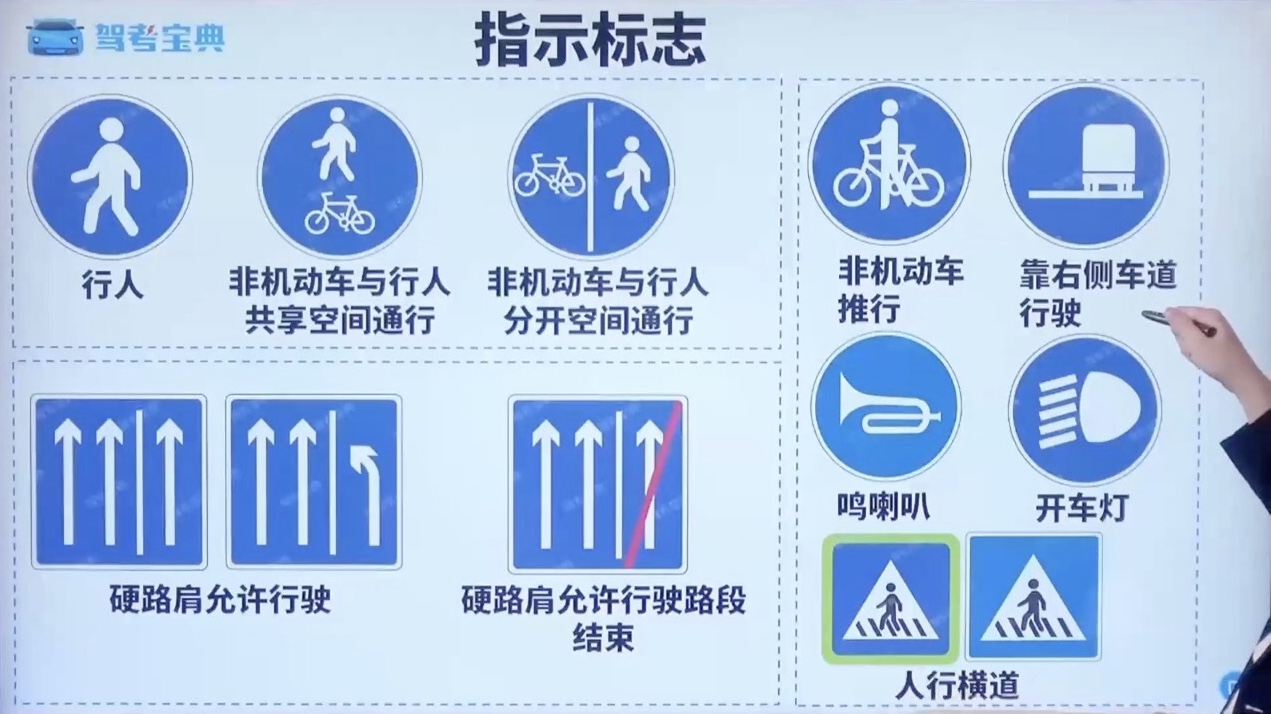 驾考宝典
指示标志
行人
非机动车与行人
共享空间通行
非机动车与行人
分开空间通行
非机动车
推行
靠右侧车道
行驶
鸣喇叭
开车灯
硬路肩允许行驶
硬路肩允许行驶路段
结束
人行横道